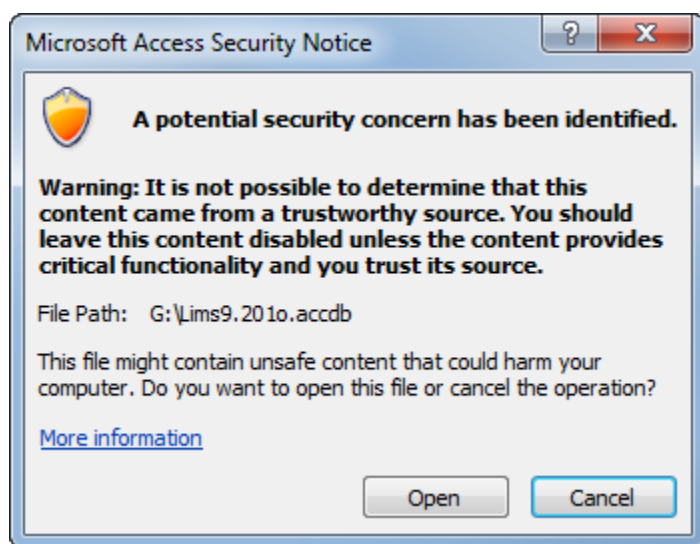 Microsoft Access Security Notice
A potential security concern has been identified.
Warning: It is not possible to determine that this
content came from a trustworthy source. You should
leave this content disabled unless the content provides
critical functionality and you trust its source.
File Path: G:\Lims9.201o.accdb
This file might contain unsafe content that could harm your
computer. Do you want to open this file or cancel the operation?
More information
Open Cancel